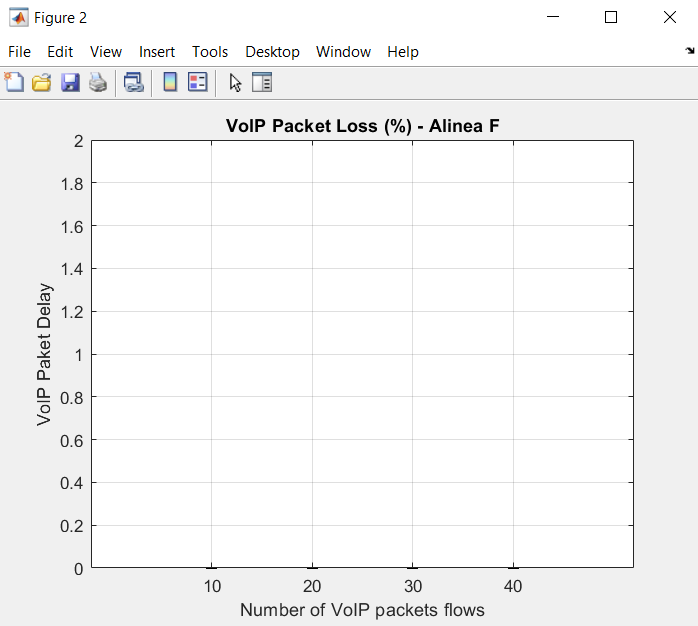 Figure 2
File Edit View Insert Tools Desktop Window Help
VoIP Packet Loss (%) - Alinea F
2
1.8
1.6
1.4
1.2
1
0.8
0.6
0.4
0.2
0
VoIP Paket Delay
10 20 30 40
Number of VoIP packets flows